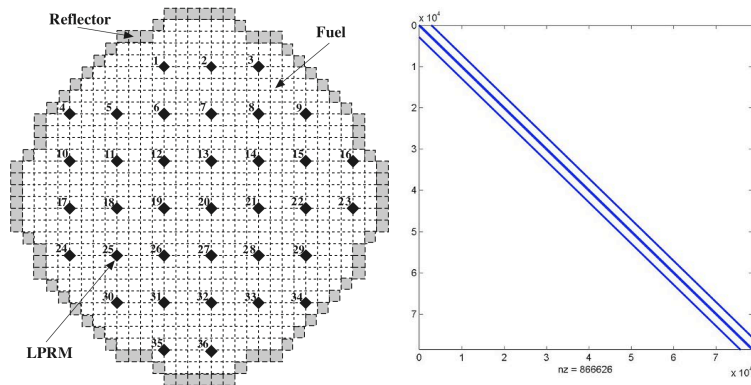 Reflector
Fuel
1 2 3
4 5 6 7 8 9
10 11 12 13 14 15 16
17 18 19 20 21 22 23
24 25 26 27 28 29
30 31 32 33 34
35 36
LPRM
x 10⁴
0
1
2
3
4
5
6
7
0 1 2 3 4 5 6 7
nz = 866626
x 10